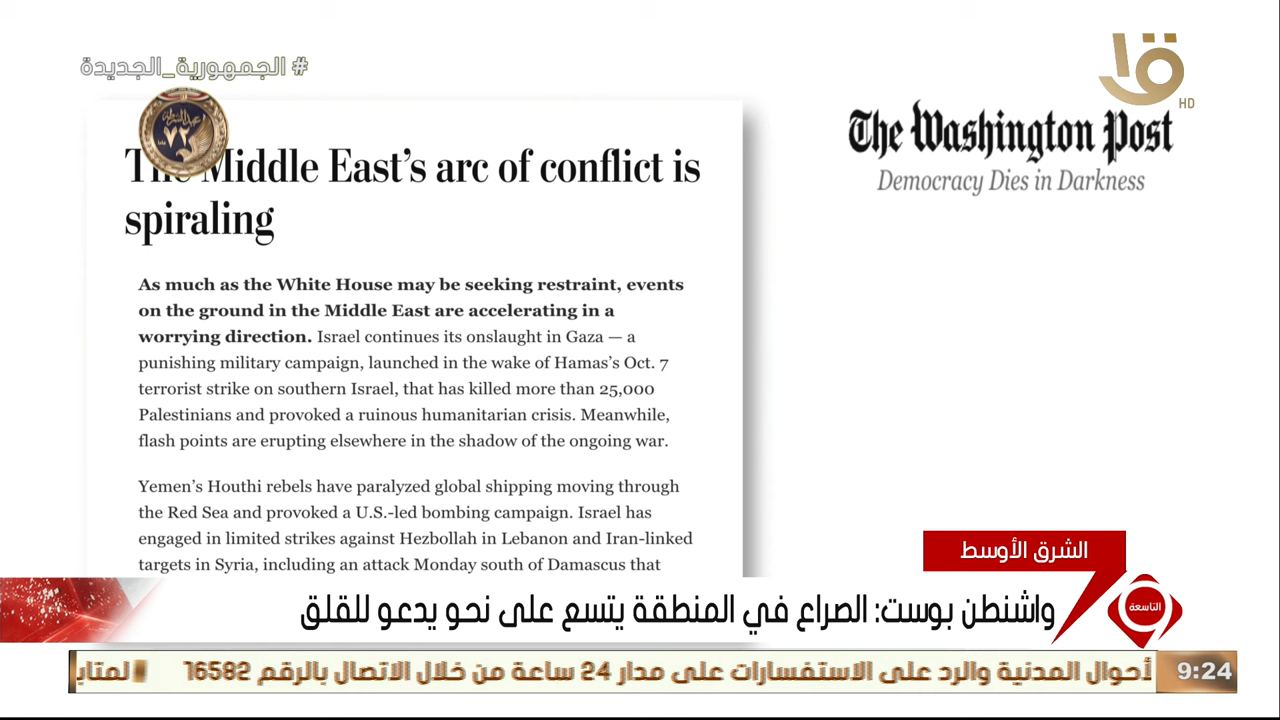 # الجمهورية_الجديدة
HD
عيد الشرطة
٧٢
عاما
The Washington Post
Democracy Dies in Darkness
The Middle East's arc of conflict is
spiraling
As much as the White House may be seeking restraint, events
on the ground in the Middle East are accelerating in a
worrying direction. Israel continues its onslaught in Gaza — a
punishing military campaign, launched in the wake of Hamas's Oct. 7
terrorist strike on southern Israel, that has killed more than 25,000
Palestinians and provoked a ruinous humanitarian crisis. Meanwhile,
flash points are erupting elsewhere in the shadow of the ongoing war.
Yemen's Houthi rebels have paralyzed global shipping moving through
the Red Sea and provoked a U.S.-led bombing campaign. Israel has
engaged in limited strikes against Hezbollah in Lebanon and Iran-linked
targets in Syria, including an attack Monday south of Damascus that
الشرق الأوسط
التاسعة
واشنطن بوست: الصراع في المنطقة يتسع على نحو يدعو للقلق
9:24
أحوال المدنية والرد على الاستفسارات على مدار 24 ساعة من خلال الاتصال بالرقم 16582 لمتاب